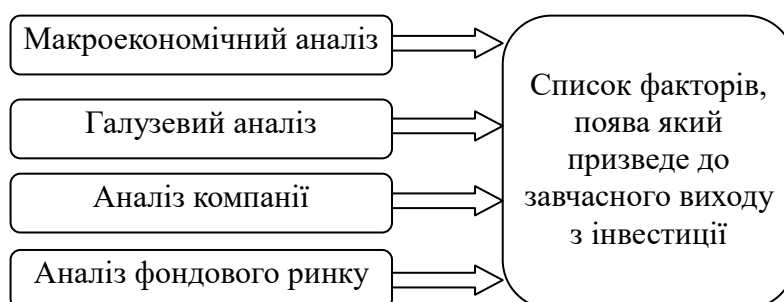 Макроекономічний аналіз
Галузевий аналіз
Аналіз компанії
Аналіз фондового ринку
Список факторів,
поява який
призведе до
завчасного виходу
з інвестиції